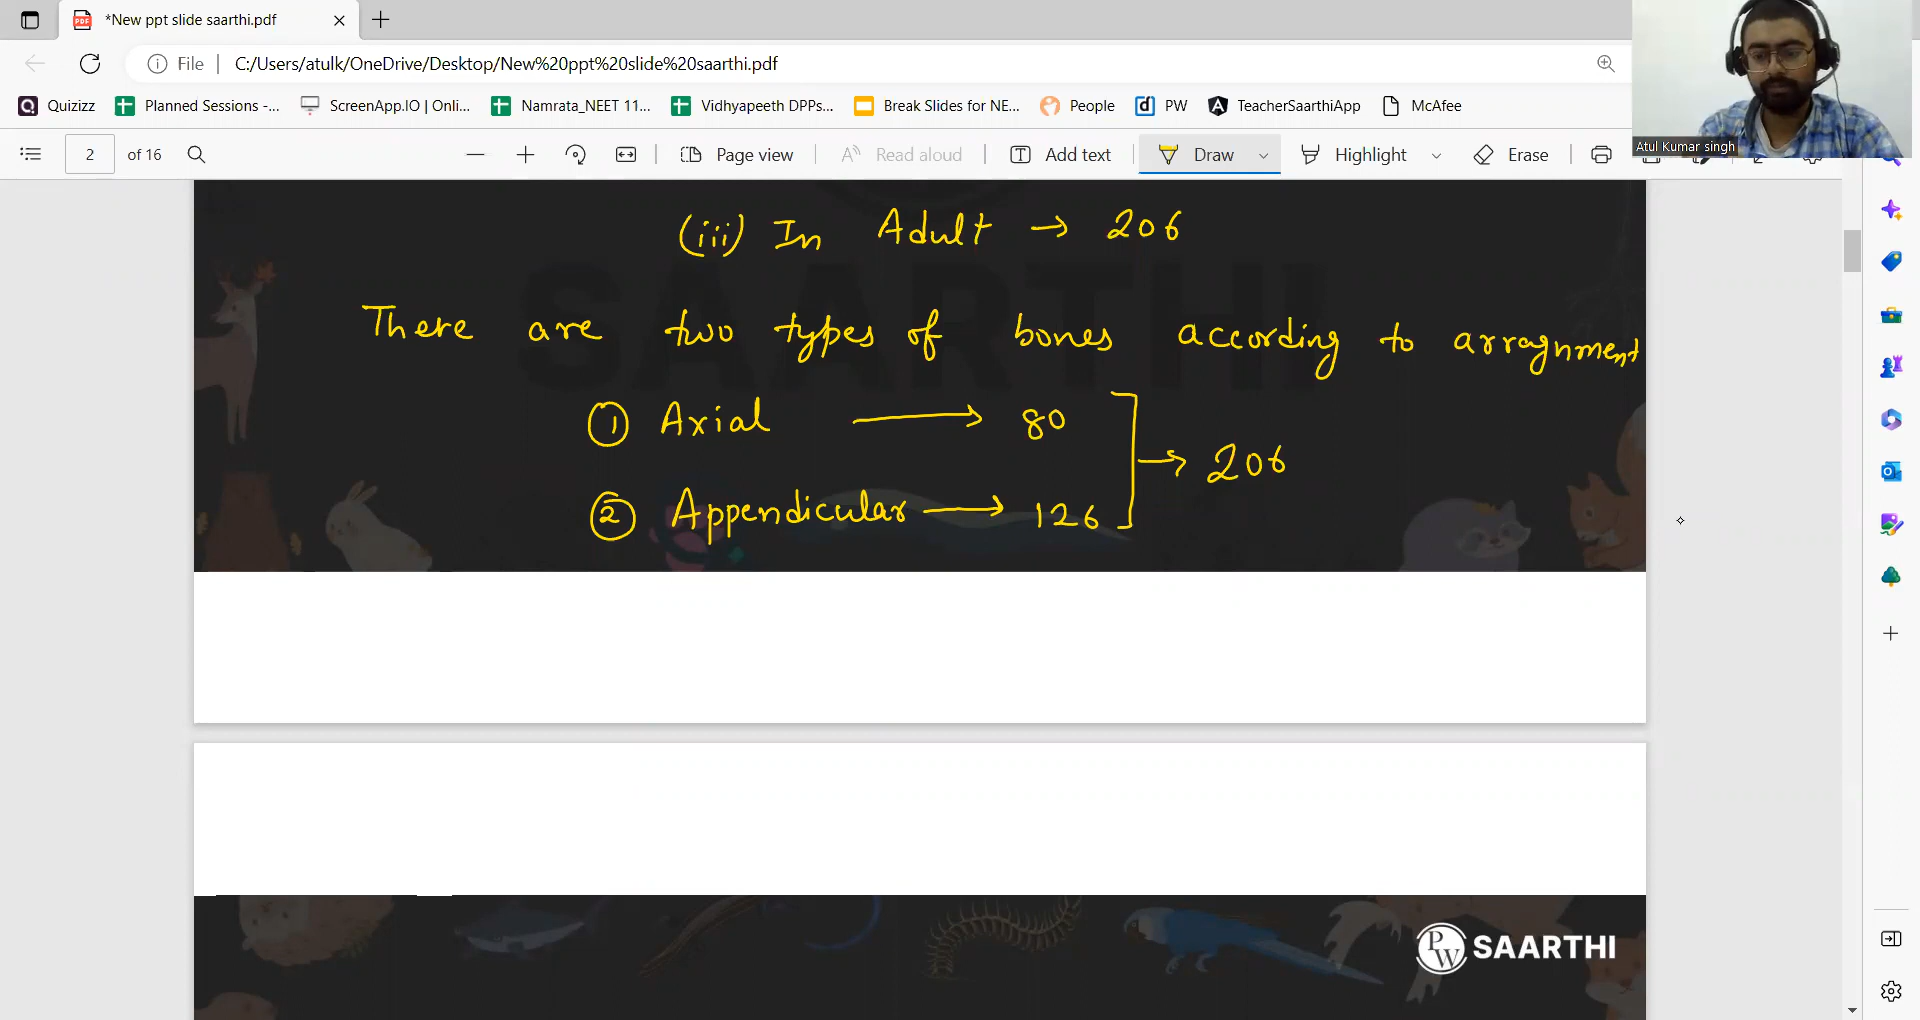 *New ppt slide saarthi.pdf
File C:/Users/atulk/OneDrive/Desktop/New%20ppt%20slide%20saarthi.pdf
Quizizz Planned Sessions -... ScreenApp.IO | Onli... Namrata_NEET 11... Vidhyapeeth DPPs... Break Slides for NE... People PW TeacherSaarthiApp McAfee
2 of 16 Page view Read aloud Add text Draw Highlight Erase
Atul Kumar singh
(iii) In Adult → 206
There are two types of bones according to arragnment
① Axial → 80
→ 206
② Appendicular → 126
SAARTHI
PW SAARTHI